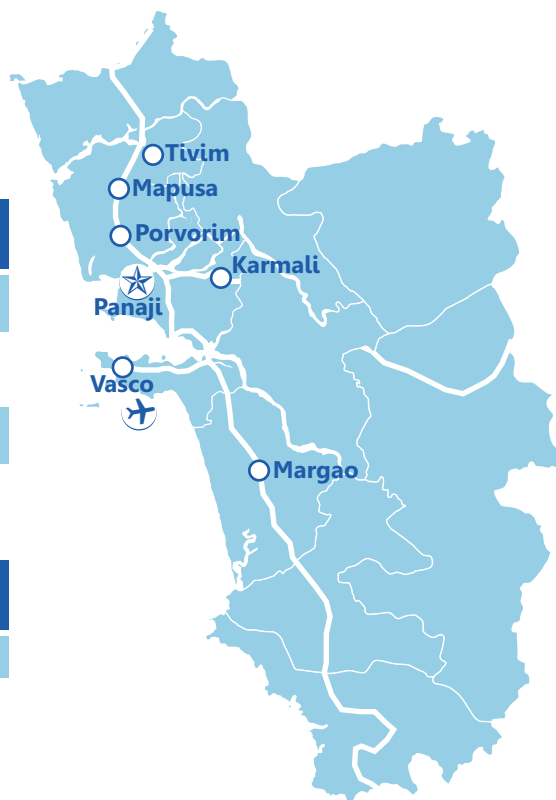 Tivim
Mapusa
Porvorim
Karmali
Panaji
Vasco
Margao